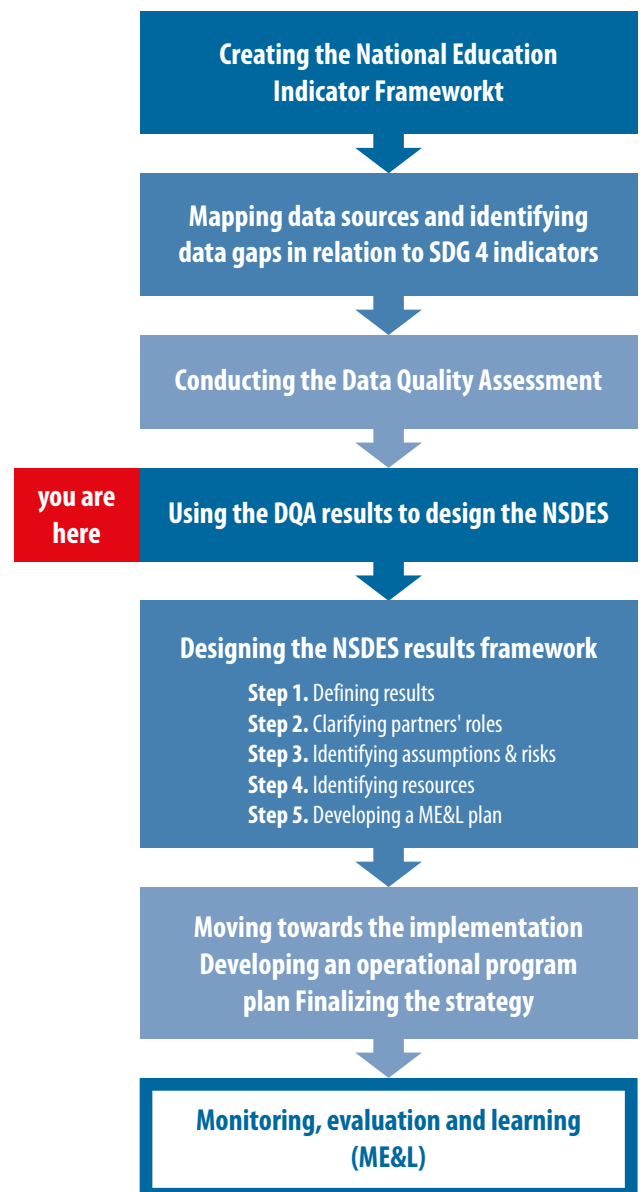 Creating the National Education
Indicator Frameworkt
Mapping data sources and identifying
data gaps in relation to SDG 4 indicators
Conducting the Data Quality Assessment
you are
here
Using the DQA results to design the NSDES
Designing the NSDES results framework
Step 1. Defining results
Step 2. Clarifying partners' roles
Step 3. Identifying assumptions & risks
Step 4. Identifying resources
Step 5. Developing a ME&L plan
Moving towards the implementation
Developing an operational program
plan Finalizing the strategy
Monitoring, evaluation and learning
(ME&L)